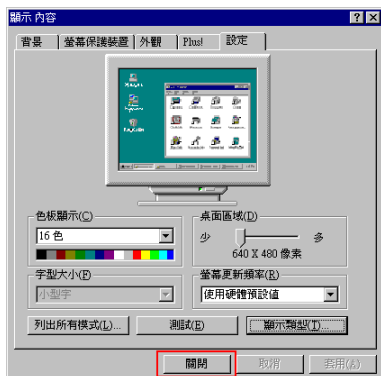 顯示 內容
背景 螢幕保護裝置 外觀 Plus! 設定
色板顯示(C)
16 色
桌面區域(D)
少 多
640 X 480 像素
字型大小(F)
小型字
螢幕更新頻率(R)
使用硬體預設值
列出所有模式(L)... 測試(E) 顯示類型(T)...
關閉 取消 套用(A)